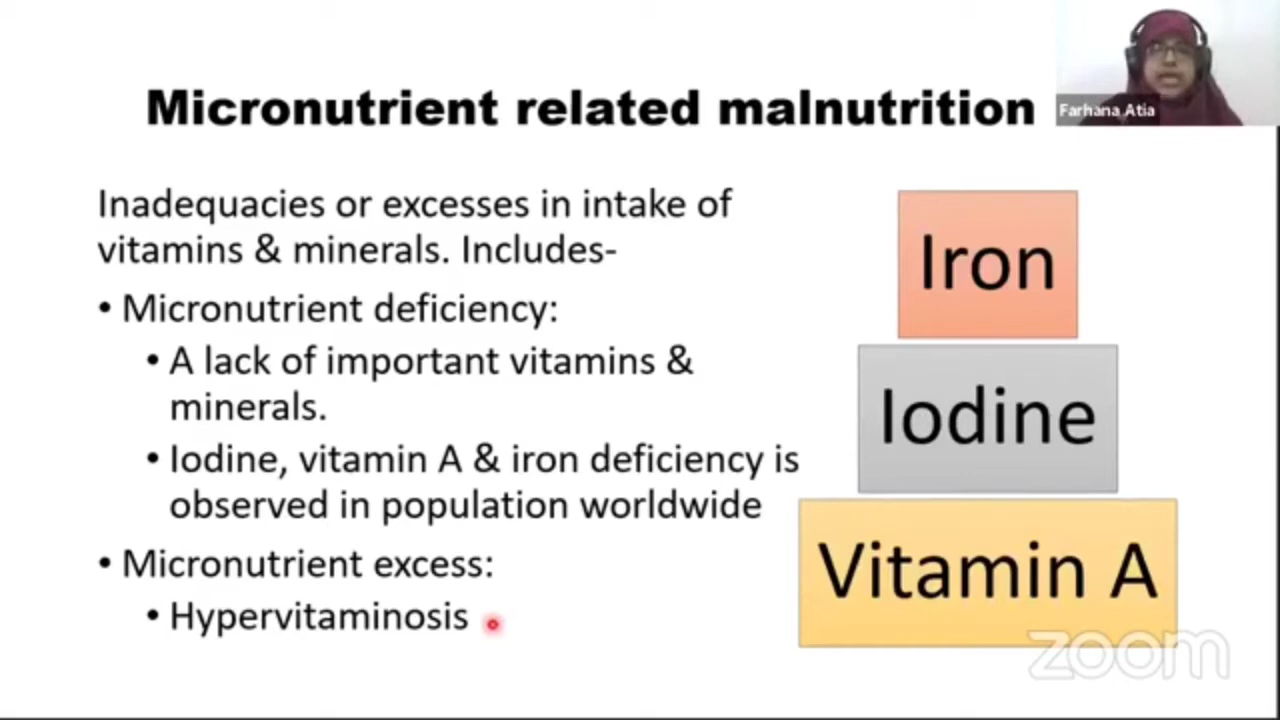 Micronutrient related malnutrition
Farhana Atia
Inadequacies or excesses in intake of
vitamins & minerals. Includes-
• Micronutrient deficiency:
• A lack of important vitamins &
minerals.
• Iodine, vitamin A & iron deficiency is
observed in population worldwide
• Micronutrient excess:
• Hypervitaminosis
Iron
Iodine
Vitamin A
zoom